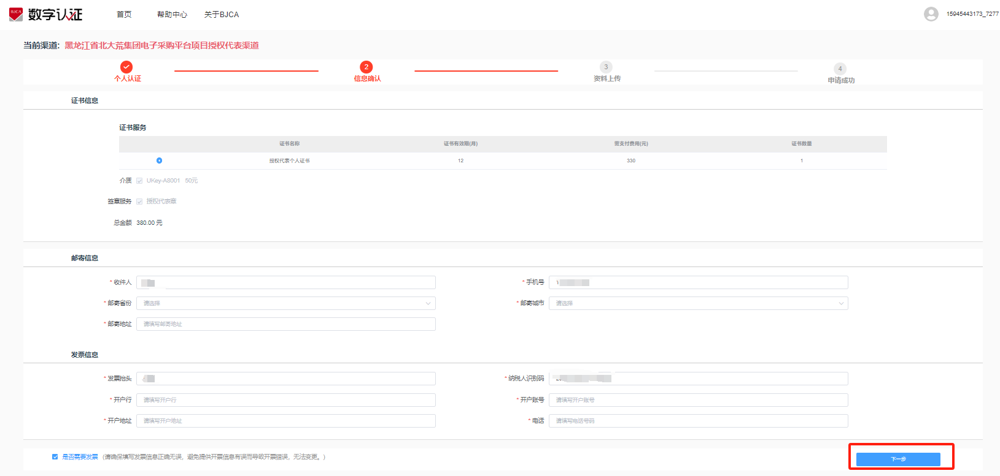 BJCA 数字认证 首页 帮助中心 关于BJCA 15945443173_7277
当前渠道: 黑龙江省北大荒集团电子采购平台项目授权代表渠道
2 3 4
个人认证 信息确认 资料上传 申请成功
证书信息
证书服务
证书名称 证书有效期(月) 需支付费用(元) 证书数量
授权代表个人证书 12 330 1
介质 UKey-A8001 50元
签章服务 授权代表章
总金额 380.00 元
邮寄信息
* 收件人 * 手机号
* 邮寄省份 请选择 * 邮寄城市 请选择
* 邮寄地址 请填写邮寄地址
发票信息
* 发票抬头 * 纳税人识别码
* 开户行 请填写开户行 * 开户账号 请填写开户账号
* 开户地址 请填写开户地址 * 电话 请填写电话号码
是否需要发票 (请确保填写发票信息正确无误，避免提供开票信息有误而导致开票错误，无法变更。)
下一步